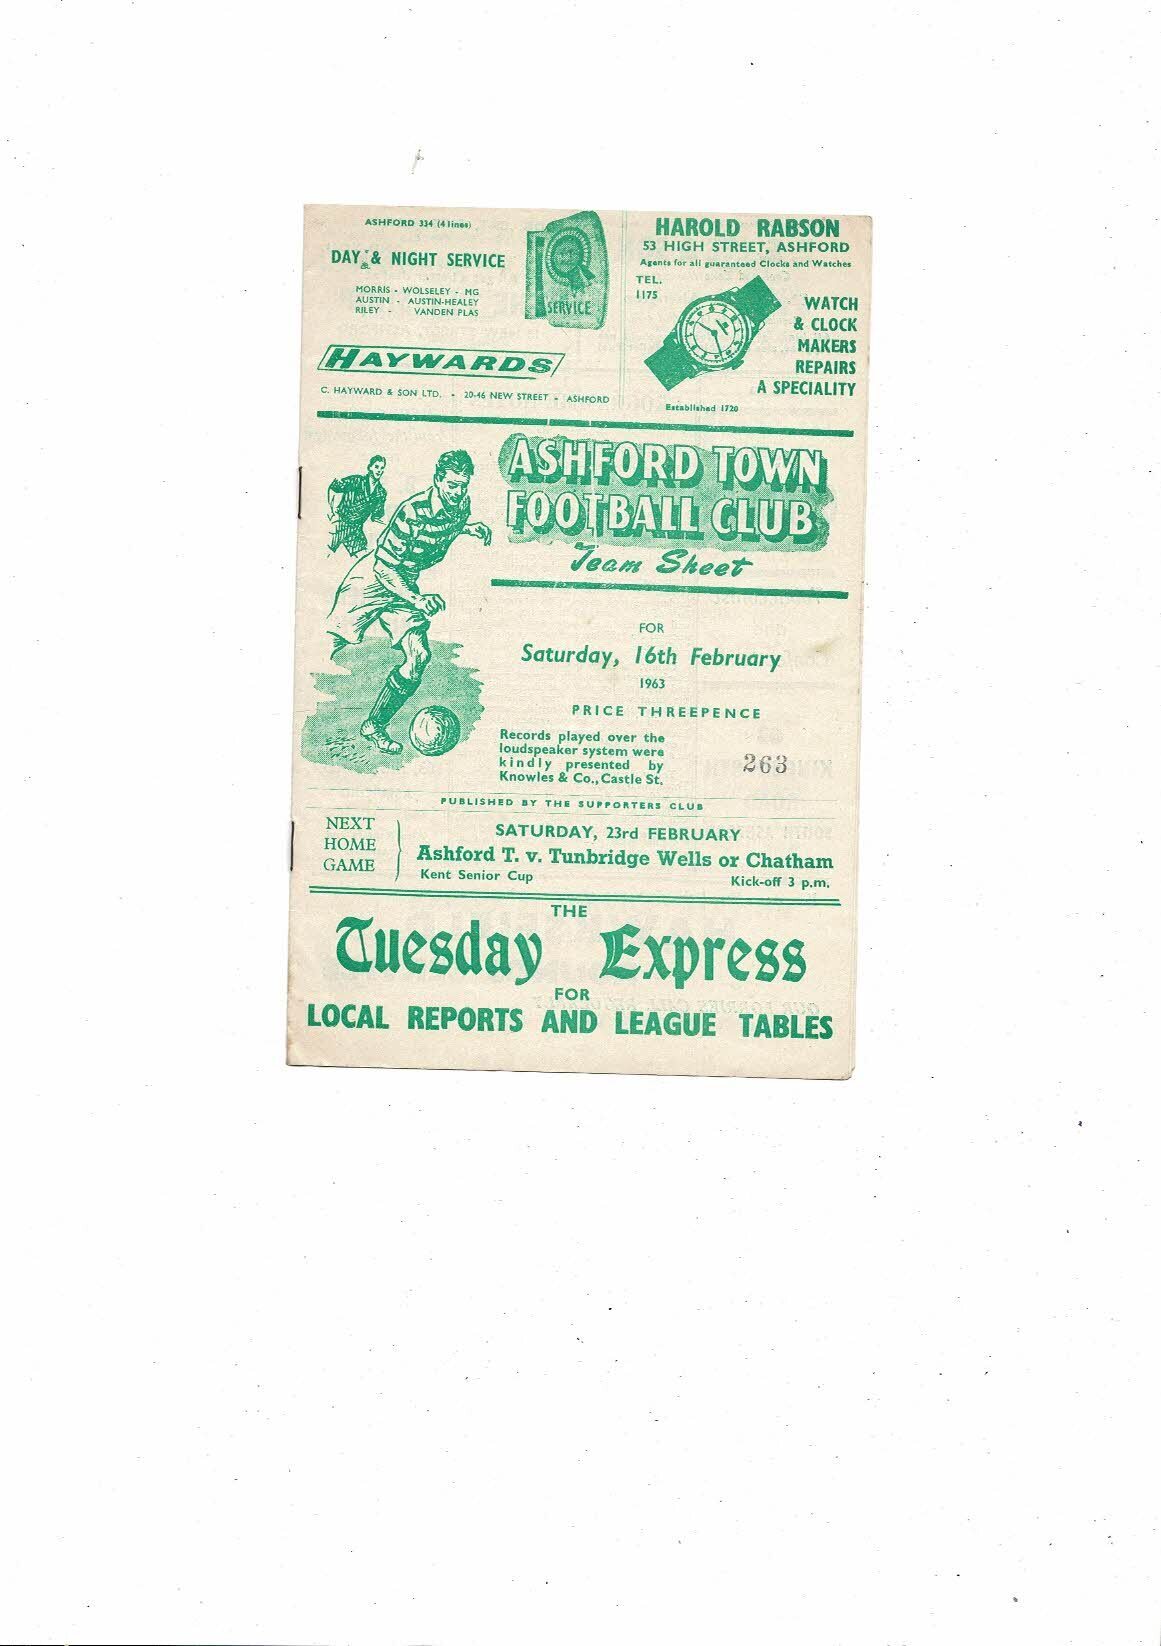 ASHFORD 334 (4 lines)
DAY & NIGHT SERVICE
MORRIS - WOLSELEY - MG
AUSTIN - AUSTIN-HEALEY
RILEY - VANDEN PLAS
SERVICE
HAYWARDS
C. HAYWARD & SON LTD. - 20-46 NEW STREET - ASHFORD
HAROLD RABSON
53 HIGH STREET, ASHFORD
Agents for all guaranteed Clocks and Watches
TEL.
1175
WATCH
& CLOCK
MAKERS
REPAIRS
A SPECIALITY
Established 1720
ASHFORD TOWN
FOOTBALL CLUB
Team Sheet
FOR
Saturday, 16th February
1963
PRICE THREEPENCE
Records played over the
loudspeaker system were
kindly presented by
Knowles & Co., Castle St.
263
PUBLISHED BY THE SUPPORTERS CLUB
NEXT
HOME
GAME
SATURDAY, 23rd FEBRUARY
Ashford T. v. Tunbridge Wells or Chatham
Kent Senior Cup Kick-off 3 p.m.
THE
Tuesday Express
FOR
LOCAL REPORTS AND LEAGUE TABLES